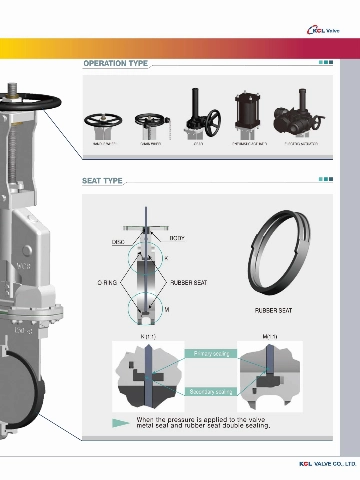 KCL Valve
OPERATION TYPE
HANDLE WHEEL
CHAIN WHEEL
GEAR
PNEUMATIC ACTUATOR
ELECTRIC ACTUATOR
SEAT TYPE
DISC
BODY
K
O-RING
RUBBER SEAT
M
RUBBER SEAT
K (1:1)
M(1:1)
Primary sealing
Secondary sealing
When the pressure is applied to the valve
metal seat and rubber seat double sealing.
KCL VALVE CO., LTD.